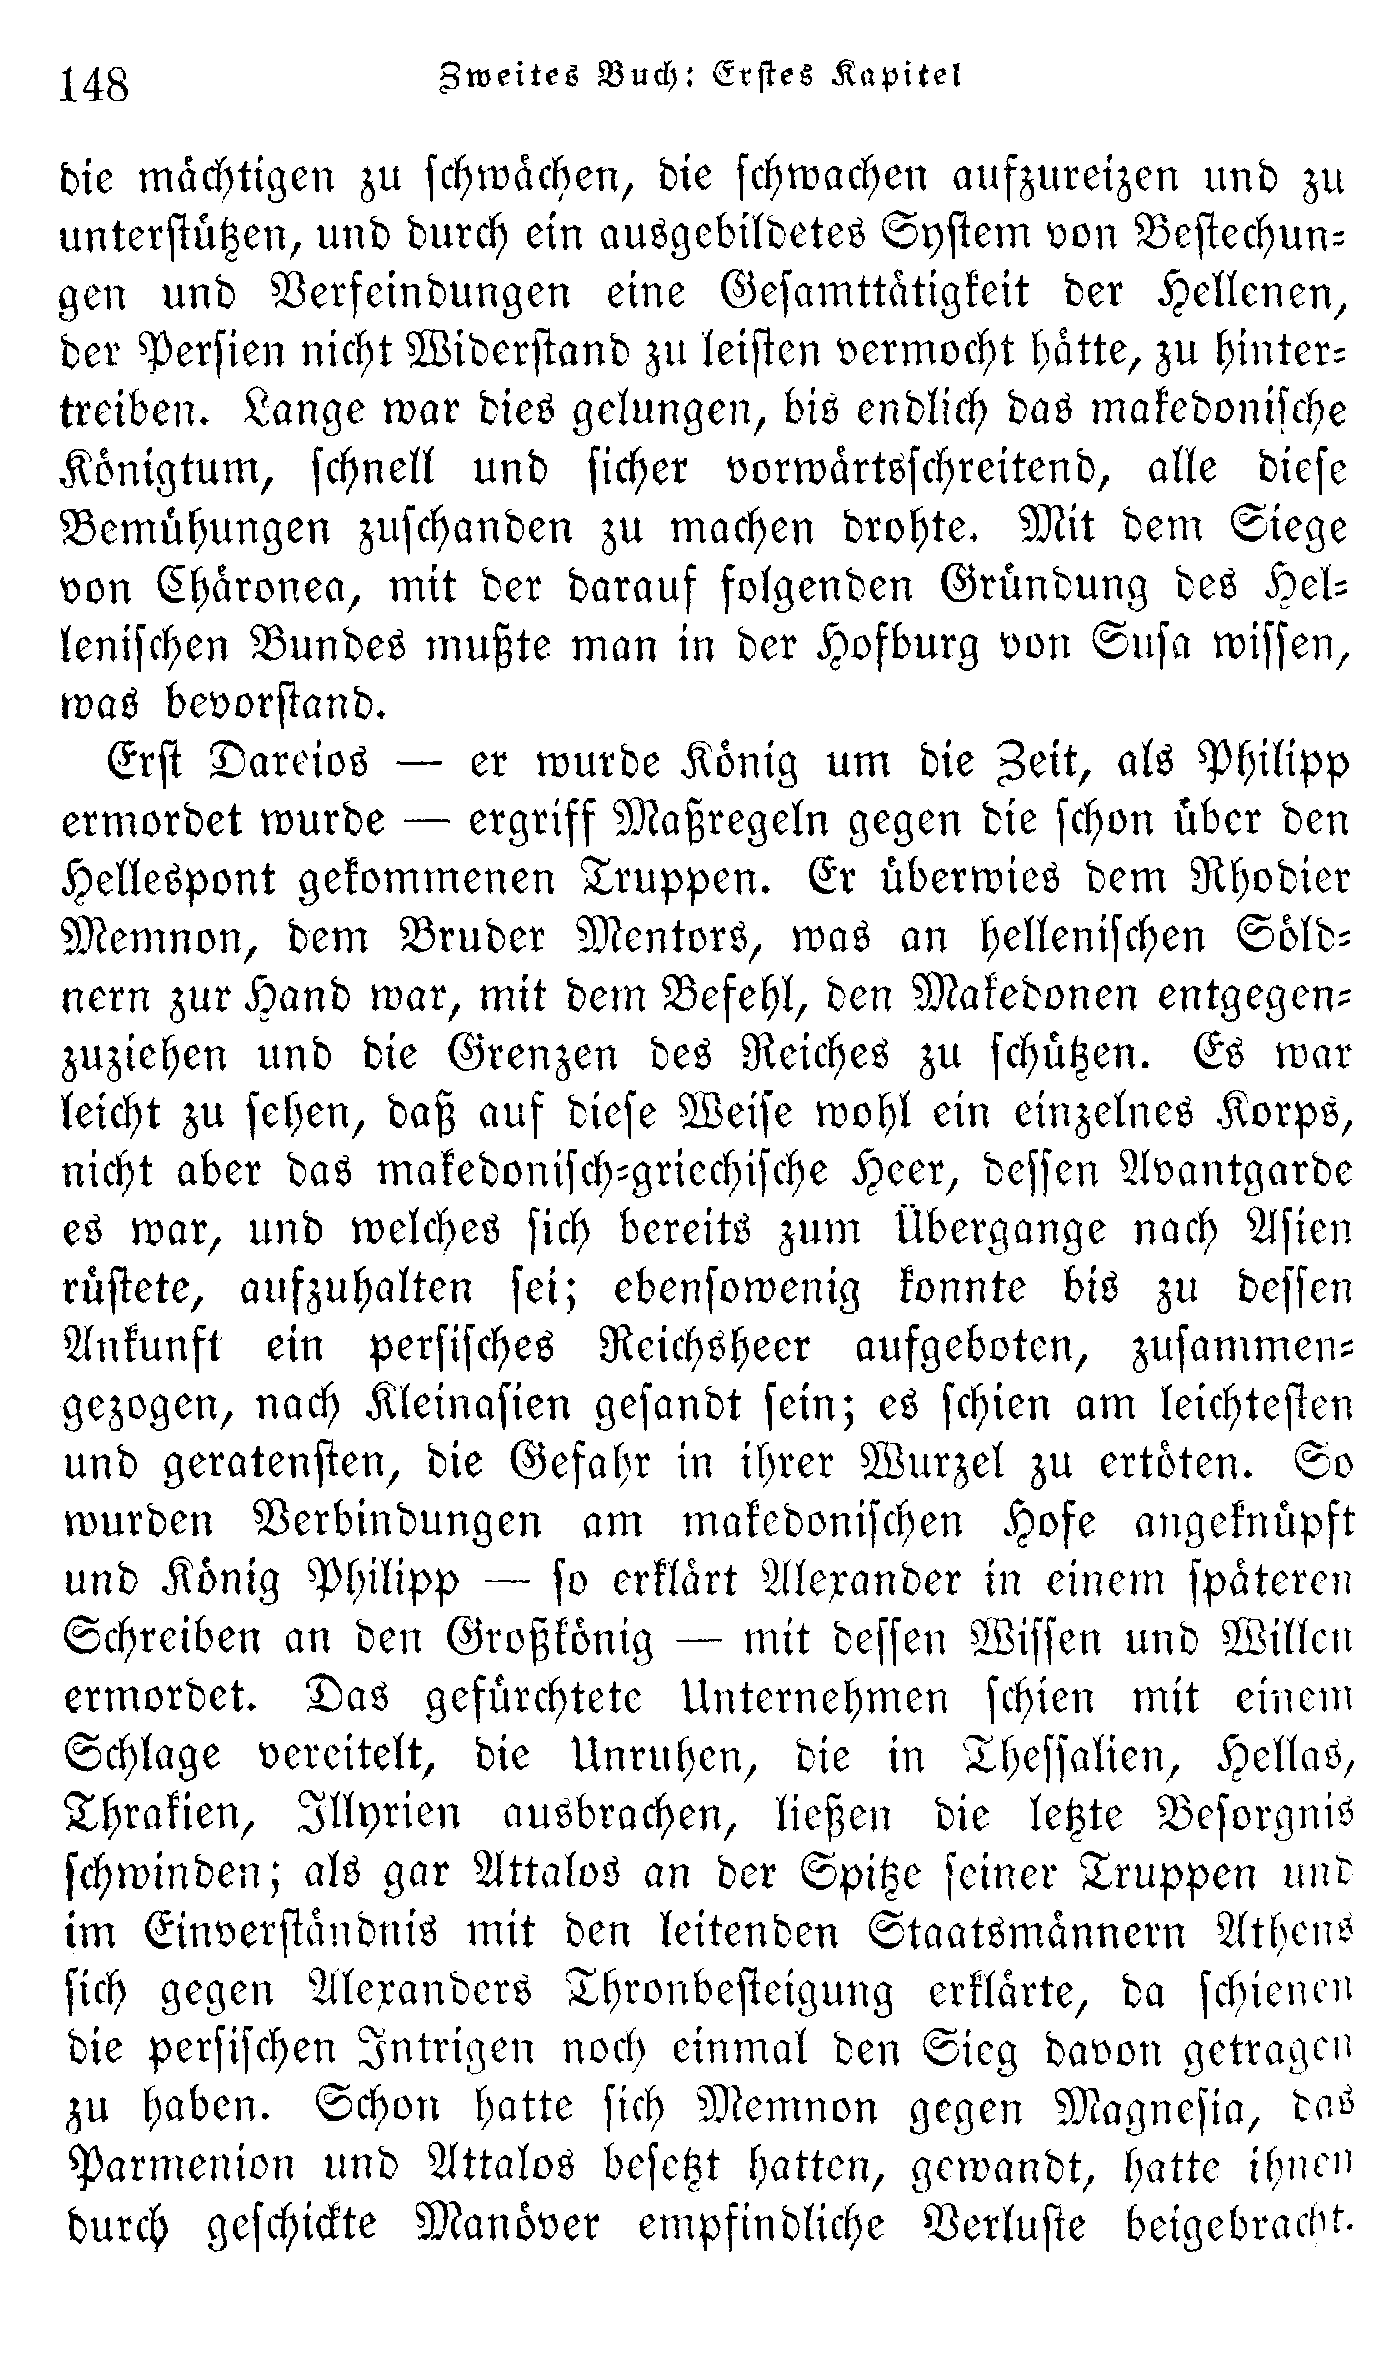 148
Zweites Buch: Erstes Kapitel
die mächtigen zu schwächen, die schwachen aufzureizen und zu
unterstützen, und durch ein ausgebildetes System von Bestechun-
gen und Verfeindungen eine Gesamttätigkeit der Hellenen,
der Persien nicht Widerstand zu leisten vermocht hätte, zu hinter-
treiben. Lange war dies gelungen, bis endlich das makedonische
Königtum, schnell und sicher vorwärtsschreitend, alle diese
Bemühungen zuschanden zu machen drohte. Mit dem Siege
von Chäronea, mit der darauf folgenden Gründung des Hel-
lenischen Bundes mußte man in der Hofburg von Susa wissen,
was bevorstand.
Erst Dareios — er wurde König um die Zeit, als Philipp
ermordet wurde — ergriff Maßregeln gegen die schon über den
Hellespont gekommenen Truppen. Er überwies dem Rhodier
Memnon, dem Bruder Mentors, was an hellenischen Söld-
nern zur Hand war, mit dem Befehl, den Makedonen entgegen-
zuziehen und die Grenzen des Reiches zu schützen. Es war
leicht zu sehen, daß auf diese Weise wohl ein einzelnes Korps,
nicht aber das makedonisch-griechische Heer, dessen Avantgarde
es war, und welches sich bereits zum Übergange nach Asien
rüstete, aufzuhalten sei; ebensowenig konnte bis zu dessen
Ankunft ein persisches Reichsheer aufgeboten, zusammen-
gezogen, nach Kleinasien gesandt sein; es schien am leichtesten
und geratensten, die Gefahr in ihrer Wurzel zu ertöten. So
wurden Verbindungen am makedonischen Hofe angeknüpft
und König Philipp — so erklärt Alexander in einem späteren
Schreiben an den Großkönig — mit dessen Wissen und Willen
ermordet. Das gefürchtete Unternehmen schien mit einem
Schlage vereitelt, die Unruhen, die in Thessalien, Hellas,
Thrakien, Illyrien ausbrachen, ließen die letzte Besorgnis
schwinden; als gar Attalos an der Spitze seiner Truppen und
im Einverständnis mit den leitenden Staatsmännern Athens
sich gegen Alexanders Thronbesteigung erklärte, da schienen
die persischen Intrigen noch einmal den Sieg davon getragen
zu haben. Schon hatte sich Memnon gegen Magnesia, das
Parmenion und Attalos besetzt hatten, gewandt, hatte ihnen
durch geschickte Manöver empfindliche Verluste beigebracht.